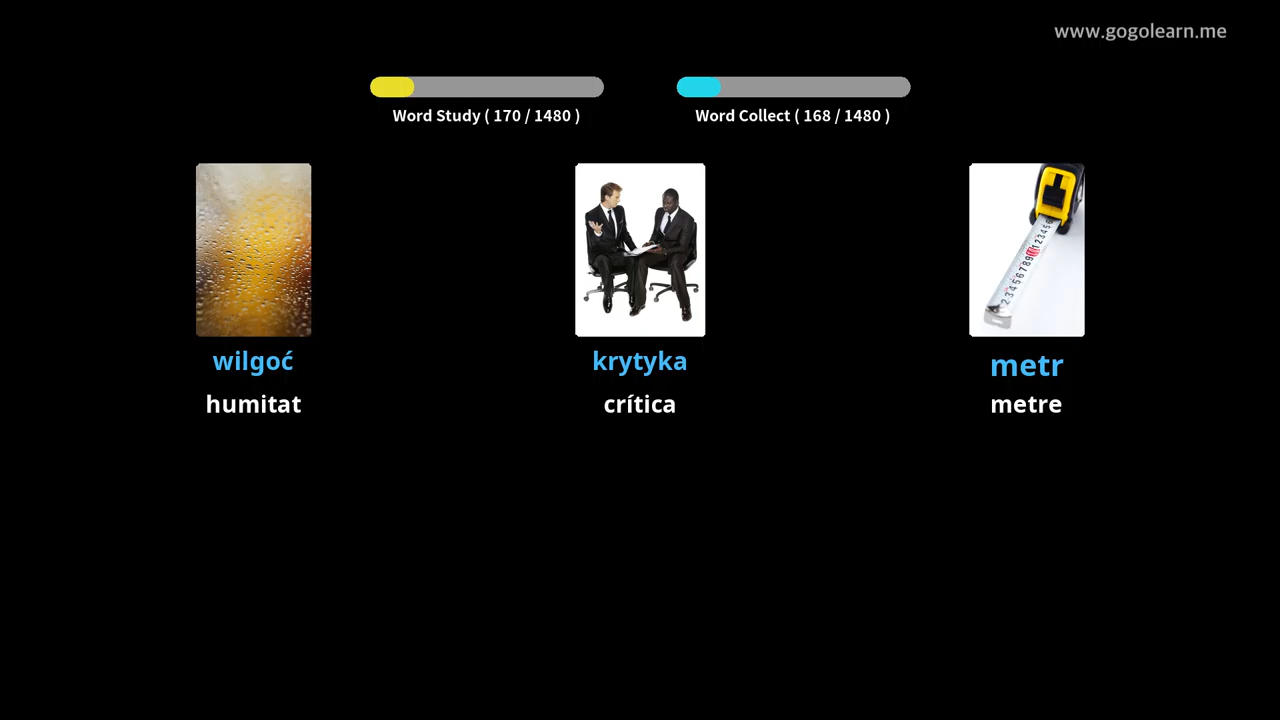 www.gogolearn.me
Word Study ( 170 / 1480 )
Word Collect ( 168 / 1480 )
wilgoć
humitat
krytyka
crítica
metr
metre